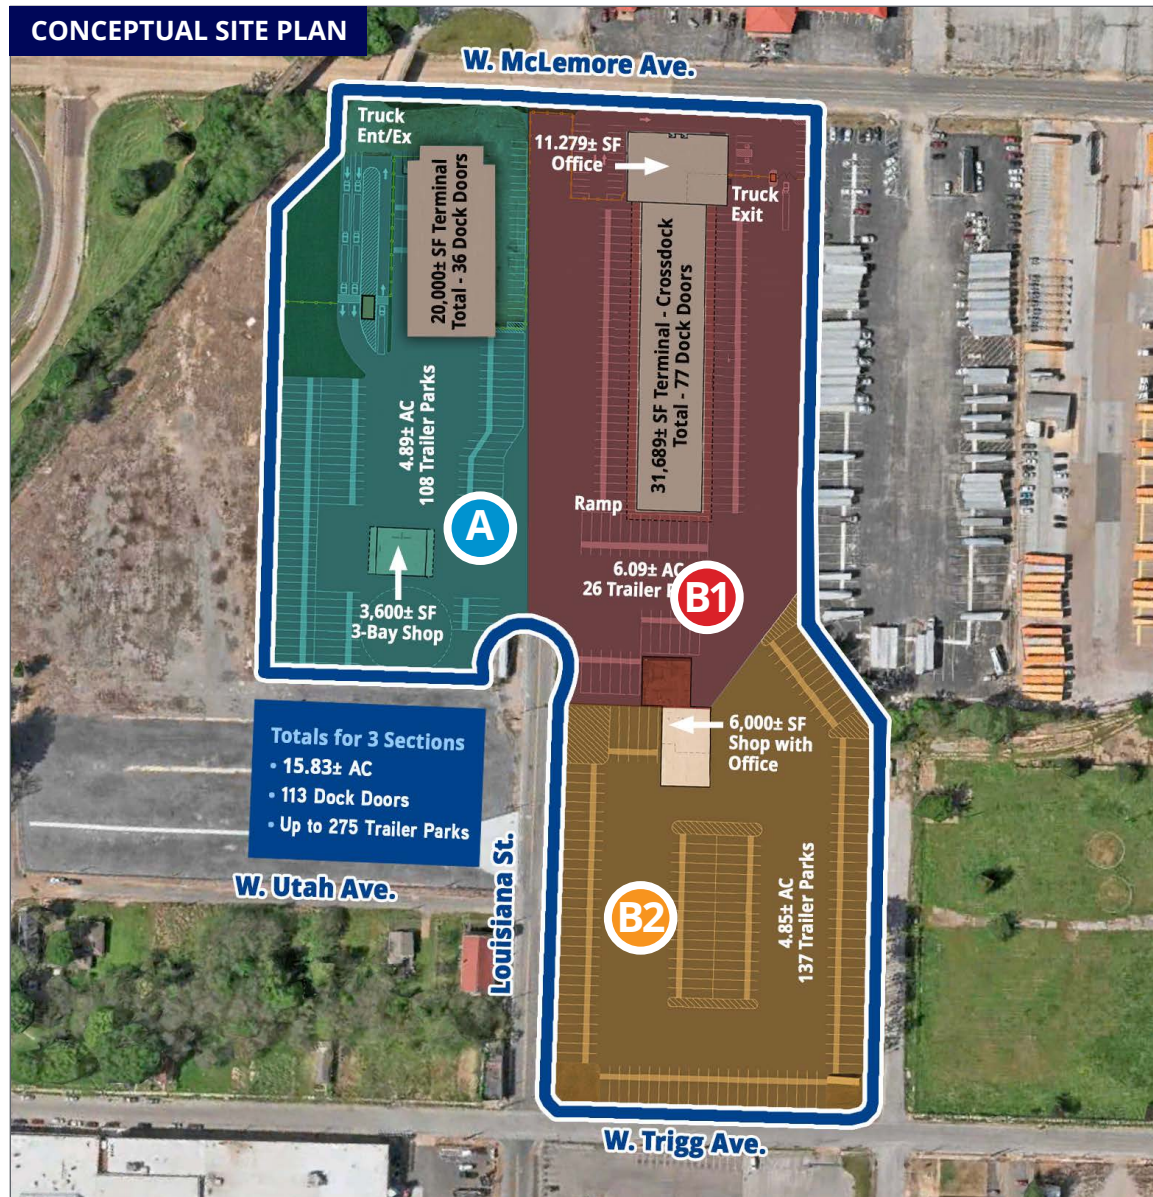 CONCEPTUAL SITE PLAN
W. McLemore Ave.
Truck
Ent/Ex
20,000± SF Terminal
Total - 36 Dock Doors
11.279± SF
Office
Truck
Exit
31,689± SF Terminal - Crossdock
Total - 77 Dock Doors
4.89± AC
108 Trailer Parks
A
Ramp
6.09± AC
26 Trailer
B1
3,600± SF
3-Bay Shop
6,000± SF
Shop with
Office
Totals for 3 Sections
• 15.83± AC
• 113 Dock Doors
• Up to 275 Trailer Parks
W. Utah Ave.
Louisiana St.
B2
4.85± AC
137 Trailer Parks
W. Trigg Ave.